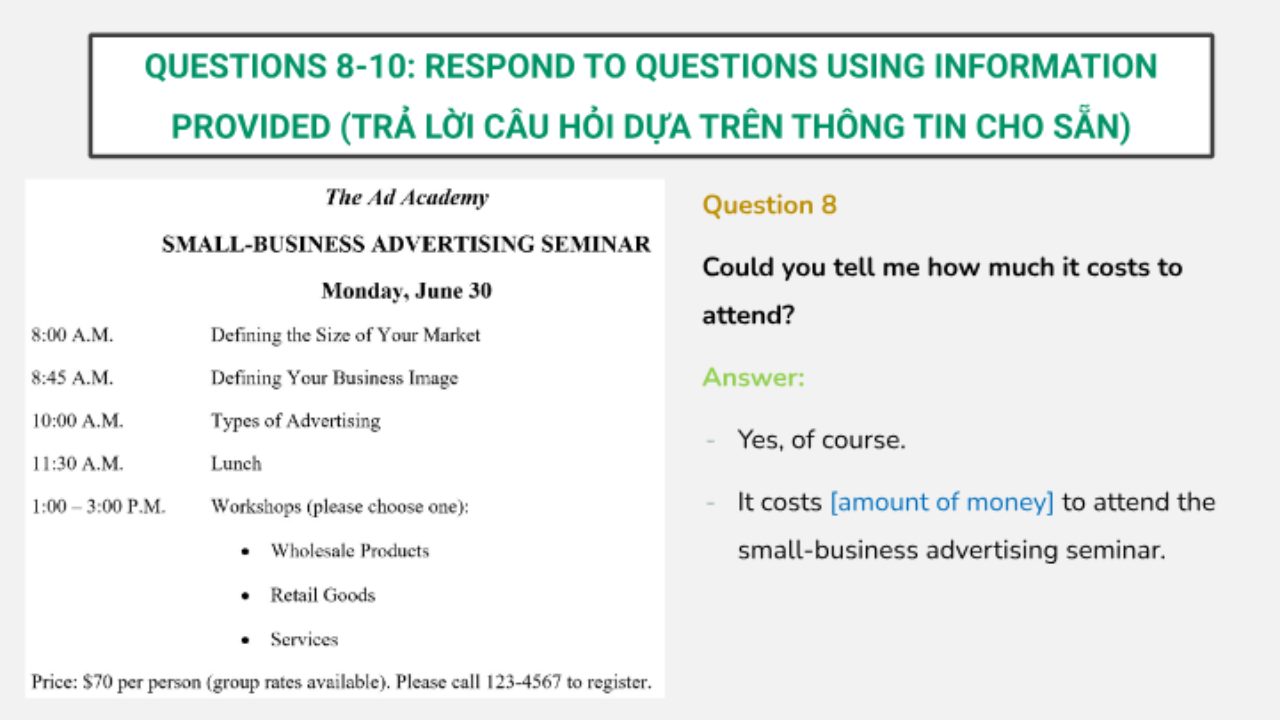 QUESTIONS 8-10: RESPOND TO QUESTIONS USING INFORMATION
PROVIDED (TRẢ LỜI CÂU HỎI DỰA TRÊN THÔNG TIN CHO SẴN)
The Ad Academy
SMALL-BUSINESS ADVERTISING SEMINAR
Monday, June 30
8:00 A.M. Defining the Size of Your Market
8:45 A.M. Defining Your Business Image
10:00 A.M. Types of Advertising
11:30 A.M. Lunch
1:00 – 3:00 P.M. Workshops (please choose one):
• Wholesale Products
• Retail Goods
• Services
Price: $70 per person (group rates available). Please call 123-4567 to register.
Question 8
Could you tell me how much it costs to
attend?
Answer:
- Yes, of course.
- It costs [amount of money] to attend the
small-business advertising seminar.